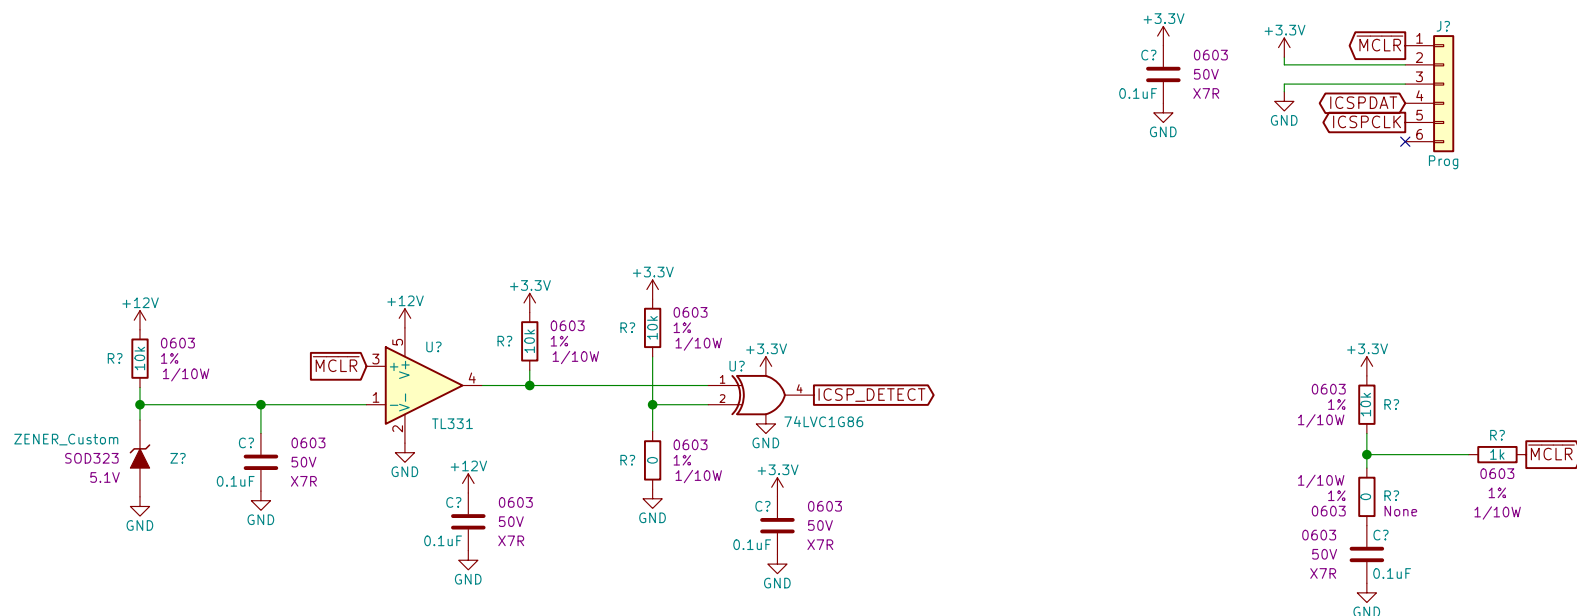 +3.3V
C?
0.1uF
0603
50V
X7R
GND
+3.3V
GND
MCLR
ICSPDAT
ICSPCLK
J?
1
2
3
4
5
6
Prog
+12V
R?
10k
0603
1%
1/10W
ZENER_Custom
SOD323
5.1V
Z?
GND
C?
0.1uF
0603
50V
X7R
GND
MCLR
+12V
U?
3
1
5
2
4
+
-
V+
V-
TL331
GND
+12V
C?
0.1uF
0603
50V
X7R
GND
+3.3V
R?
10k
0603
1%
1/10W
+3.3V
R?
10k
0603
1%
1/10W
R?
0
0603
1%
1/10W
GND
U?
+3.3V
1
2
4
74LVC1G86
GND
ICSP_DETECT
+3.3V
C?
0.1uF
0603
50V
X7R
GND
+3.3V
0603
1%
1/10W
10k
R?
R?
1k
0603
1%
1/10W
MCLR
1/10W
1%
0603
0
R?
None
0603
50V
X7R
C?
0.1uF
GND